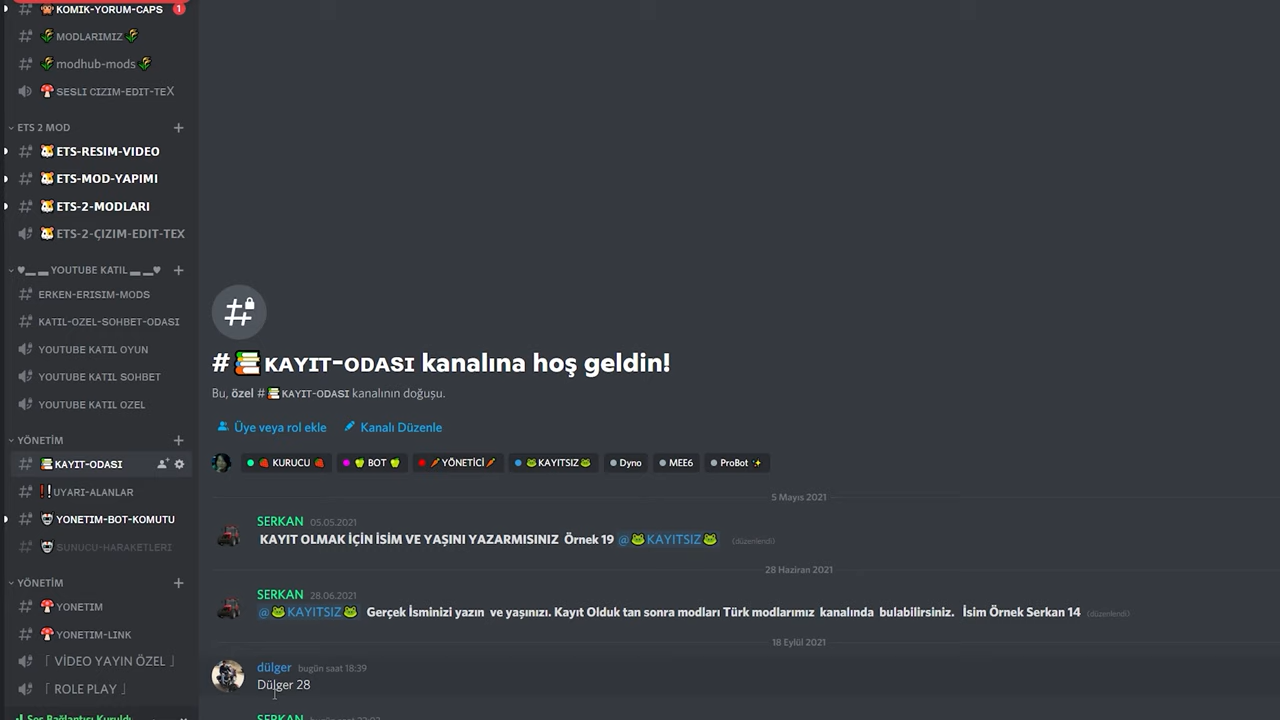 KOMIK-YORUM-CAPS 1
MODLARIMIZ
modhub-mods
SESLI CIZIM-EDIT-TEX
ETS 2 MOD
ETS-RESIM-VIDEO
ETS-MOD-YAPIMI
ETS-2-MODLARI
ETS-2-ÇIZIM-EDIT-TEX
♥▁ ▂ YOUTUBE KATIL ▂ ▁♥
ERKEN-ERISIM-MODS
KATIL-OZEL-SOHBET-ODASI
YOUTUBE KATIL OYUN
YOUTUBE KATIL SOHBET
YOUTUBE KATIL OZEL
YÖNETİM
KAYIT-ODASI
‼UYARI-ALANLAR
YONETIM-BOT-KOMUTU
SUNUCU-HARAKETLERI
YÖNETİM
YONETIM
YONETIM-LINK
「 VİDEO YAYIN ÖZEL 」
「 ROLE PLAY 」
Ses Bağlantısı Kuruldu
#📚KAYIT-ODASI kanalına hoş geldin!
Bu, özel #📚KAYIT-ODASI kanalının doğuşu.
Üye veya rol ekle Kanalı Düzenle
🍓 KURUCU 🍓 🍏 BOT 🍏 🥕YÖNETİCİ🥕 🐸KAYITSIZ🐸 Dyno MEE6 ProBot ✨
5 Mayıs 2021
SERKAN 05.05.2021
KAYIT OLMAK İÇİN İSİM VE YAŞINI YAZARMISINIZ Örnek 19 @🐸KAYITSIZ🐸 (düzenlendi)
28 Haziran 2021
SERKAN 28.06.2021
@🐸KAYITSIZ🐸 Gerçek İsminizi yazın ve yaşınızı. Kayıt Olduk tan sonra modları Türk modlarımız kanalında bulabilirsiniz. İsim Örnek Serkan 14 (düzenlendi)
18 Eylül 2021
dülger bugün saat 18:39
Dülger 28
SERKAN